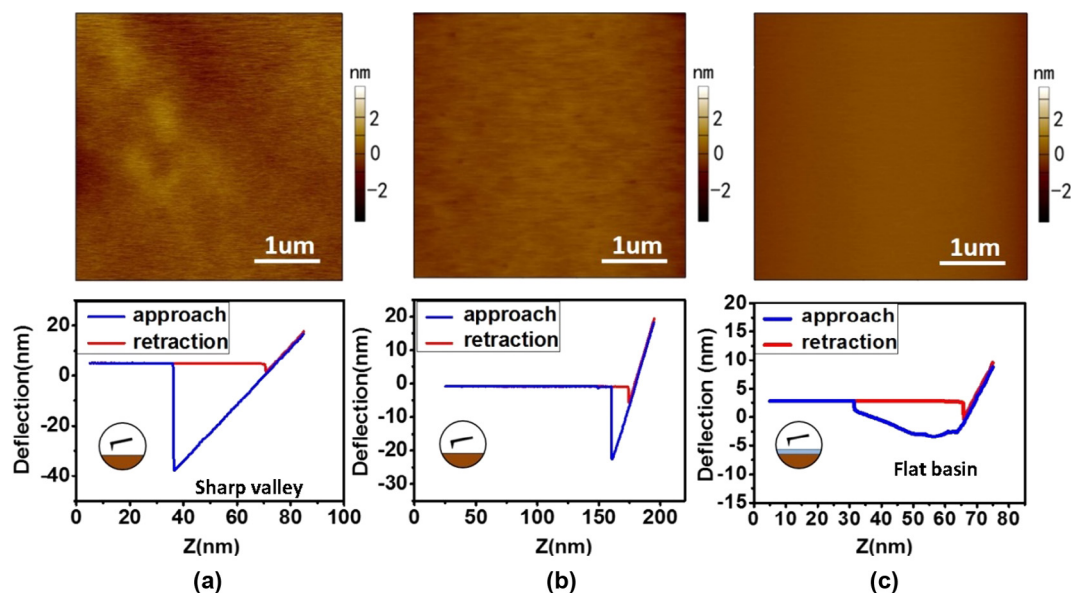 nm
2
0
-2
1um
nm
2
0
-2
1um
nm
2
0
-2
1um
approach
retraction
Deflection(nm)
20
0
-20
-40
Sharp valley
0 20 40 60 80 100
Z(nm)
(a)
approach
retraction
Deflection(nm)
20
10
0
-10
-20
-30
0 50 100 150 200
Z(nm)
(b)
approach
retraction
Deflection (nm)
20
15
10
5
0
-5
-10
-15
Flat basin
0 10 20 30 40 50 60 70 80
Z(nm)
(c)